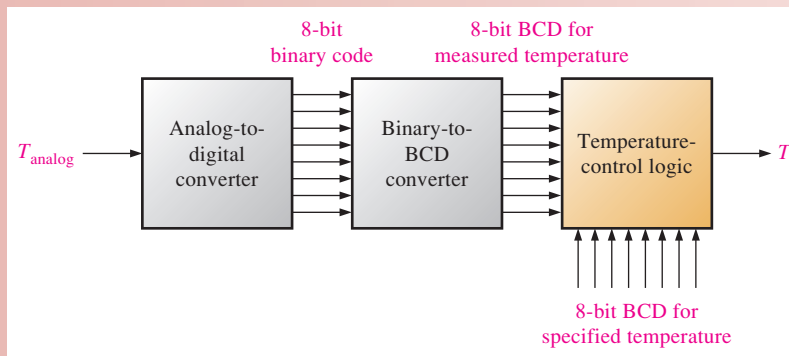 8-bit
binary code
8-bit BCD for
measured temperature
T analog
Analog-to-
digital
converter
Binary-to-
BCD
converter
Temperature-
control logic
T
8-bit BCD for
specified temperature